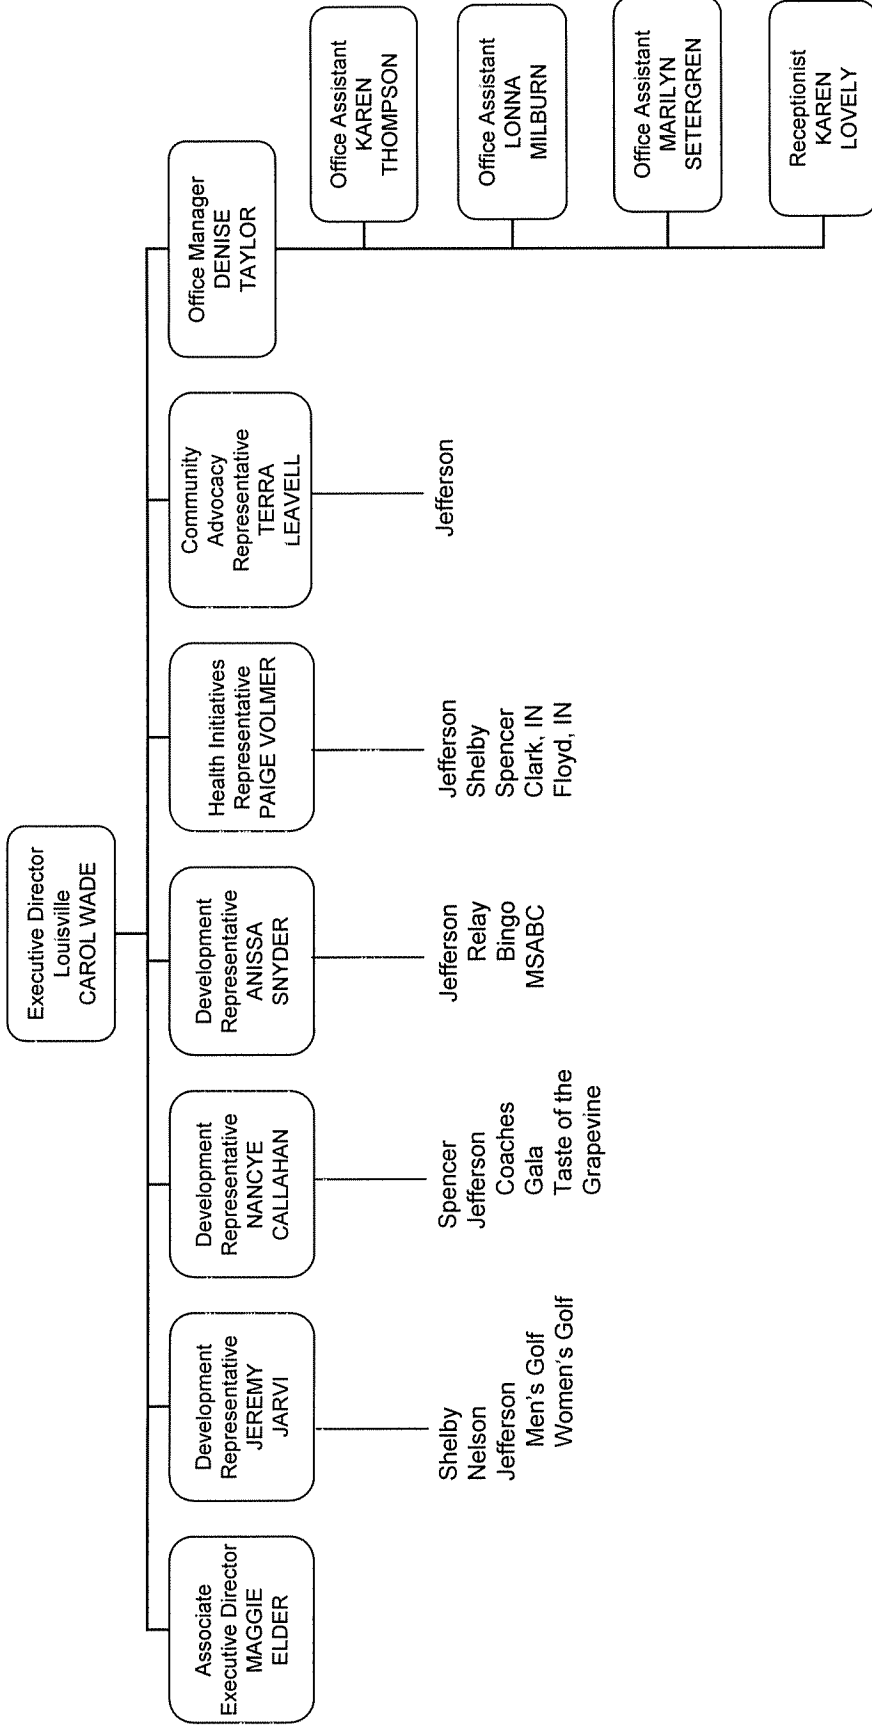 Executive Director
Louisville
CAROL WADE
Associate
Executive Director
MAGGIE
ELDER
Development
Representative
JEREMY
JARVI
Shelby
Nelson
Jefferson
Men's Golf
Women's Golf
Development
Representative
NANCYE
CALLAHAN
Spencer
Jefferson
Coaches
Gala
Taste of the
Grapevine
Development
Representative
ANISSA
SNYDER
Jefferson
Relay
Bingo
MSABC
Health Initiatives
Representative
PAIGE VOLMER
Jefferson
Shelby
Spencer
Clark, IN
Floyd, IN
Community
Advocacy
Representative
TERRA
LEAVELL
Jefferson
Office Manager
DENISE
TAYLOR
Office Assistant
KAREN
THOMPSON
Office Assistant
LONNA
MILBURN
Office Assistant
MARILYN
SETERGREN
Receptionist
KAREN
LOVELY